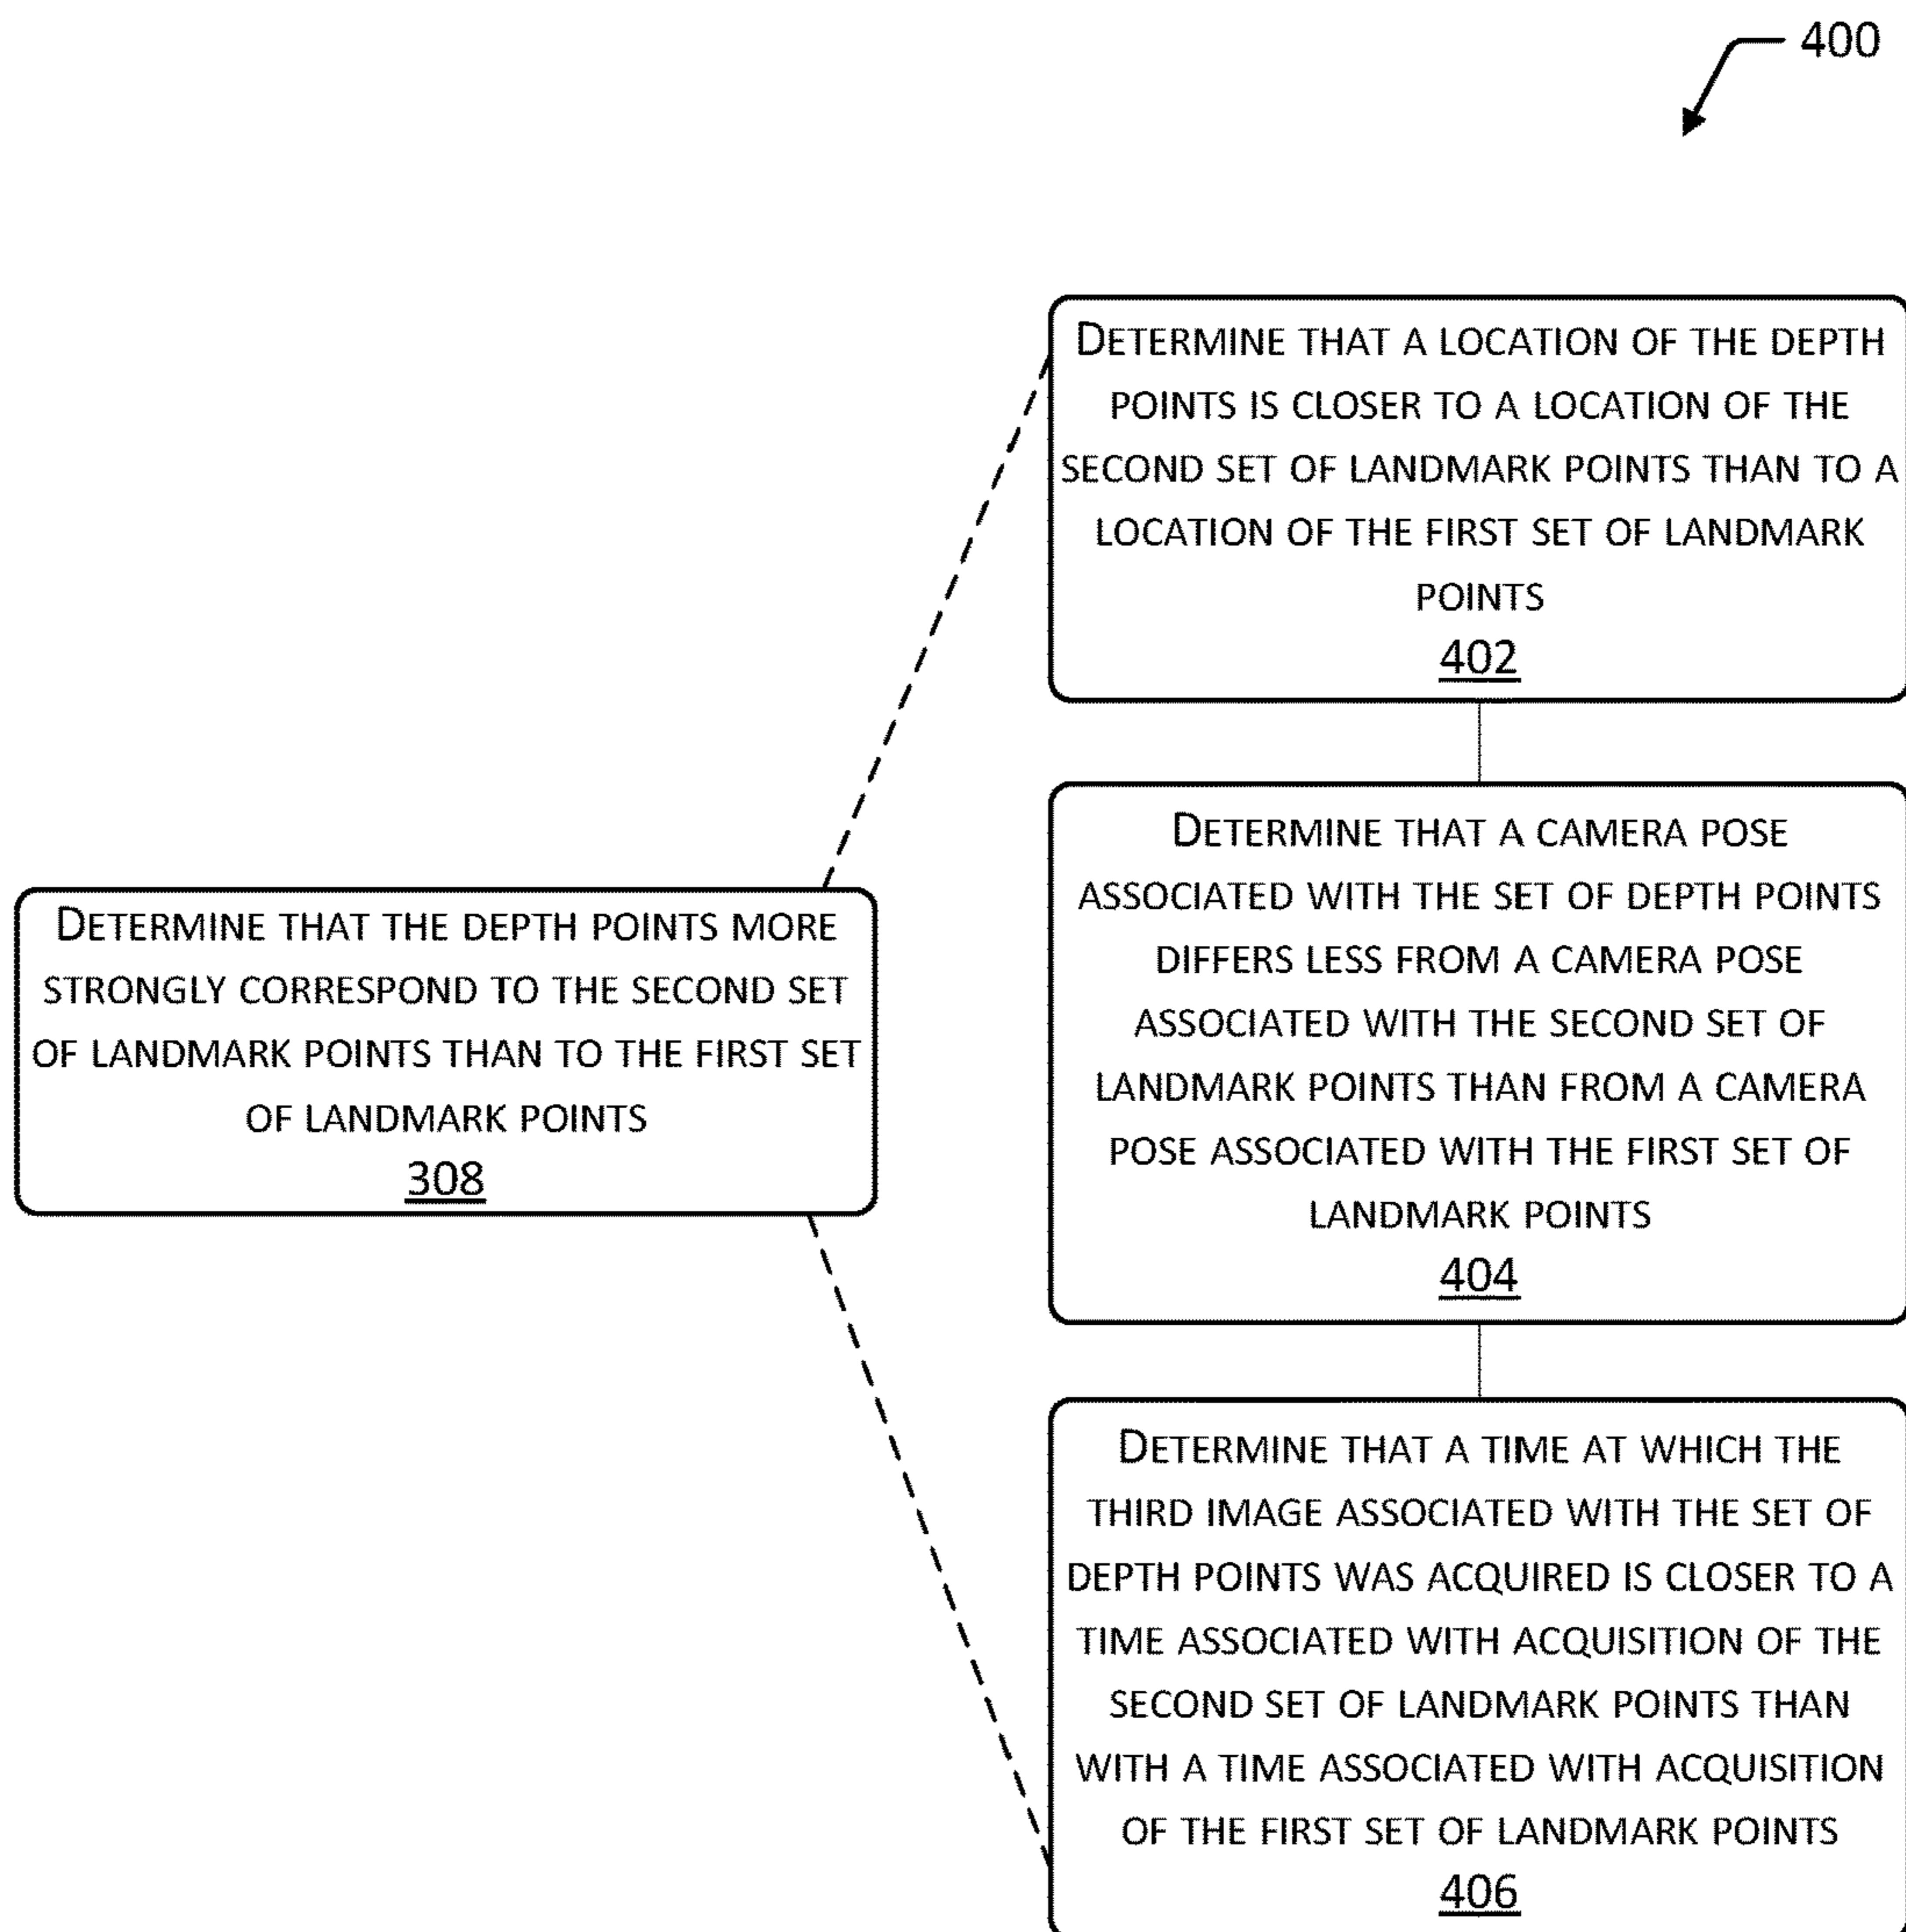 400
DETERMINE THAT A LOCATION OF THE DEPTH
POINTS IS CLOSER TO A LOCATION OF THE
SECOND SET OF LANDMARK POINTS THAN TO A
LOCATION OF THE FIRST SET OF LANDMARK
POINTS
402
DETERMINE THAT A CAMERA POSE
ASSOCIATED WITH THE SET OF DEPTH POINTS
DIFFERS LESS FROM A CAMERA POSE
ASSOCIATED WITH THE SECOND SET OF
LANDMARK POINTS THAN FROM A CAMERA
POSE ASSOCIATED WITH THE FIRST SET OF
LANDMARK POINTS
404
DETERMINE THAT THE DEPTH POINTS MORE
STRONGLY CORRESPOND TO THE SECOND SET
OF LANDMARK POINTS THAN TO THE FIRST SET
OF LANDMARK POINTS
308
DETERMINE THAT A TIME AT WHICH THE
THIRD IMAGE ASSOCIATED WITH THE SET OF
DEPTH POINTS WAS ACQUIRED IS CLOSER TO A
TIME ASSOCIATED WITH ACQUISITION OF THE
SECOND SET OF LANDMARK POINTS THAN
WITH A TIME ASSOCIATED WITH ACQUISITION
OF THE FIRST SET OF LANDMARK POINTS
406